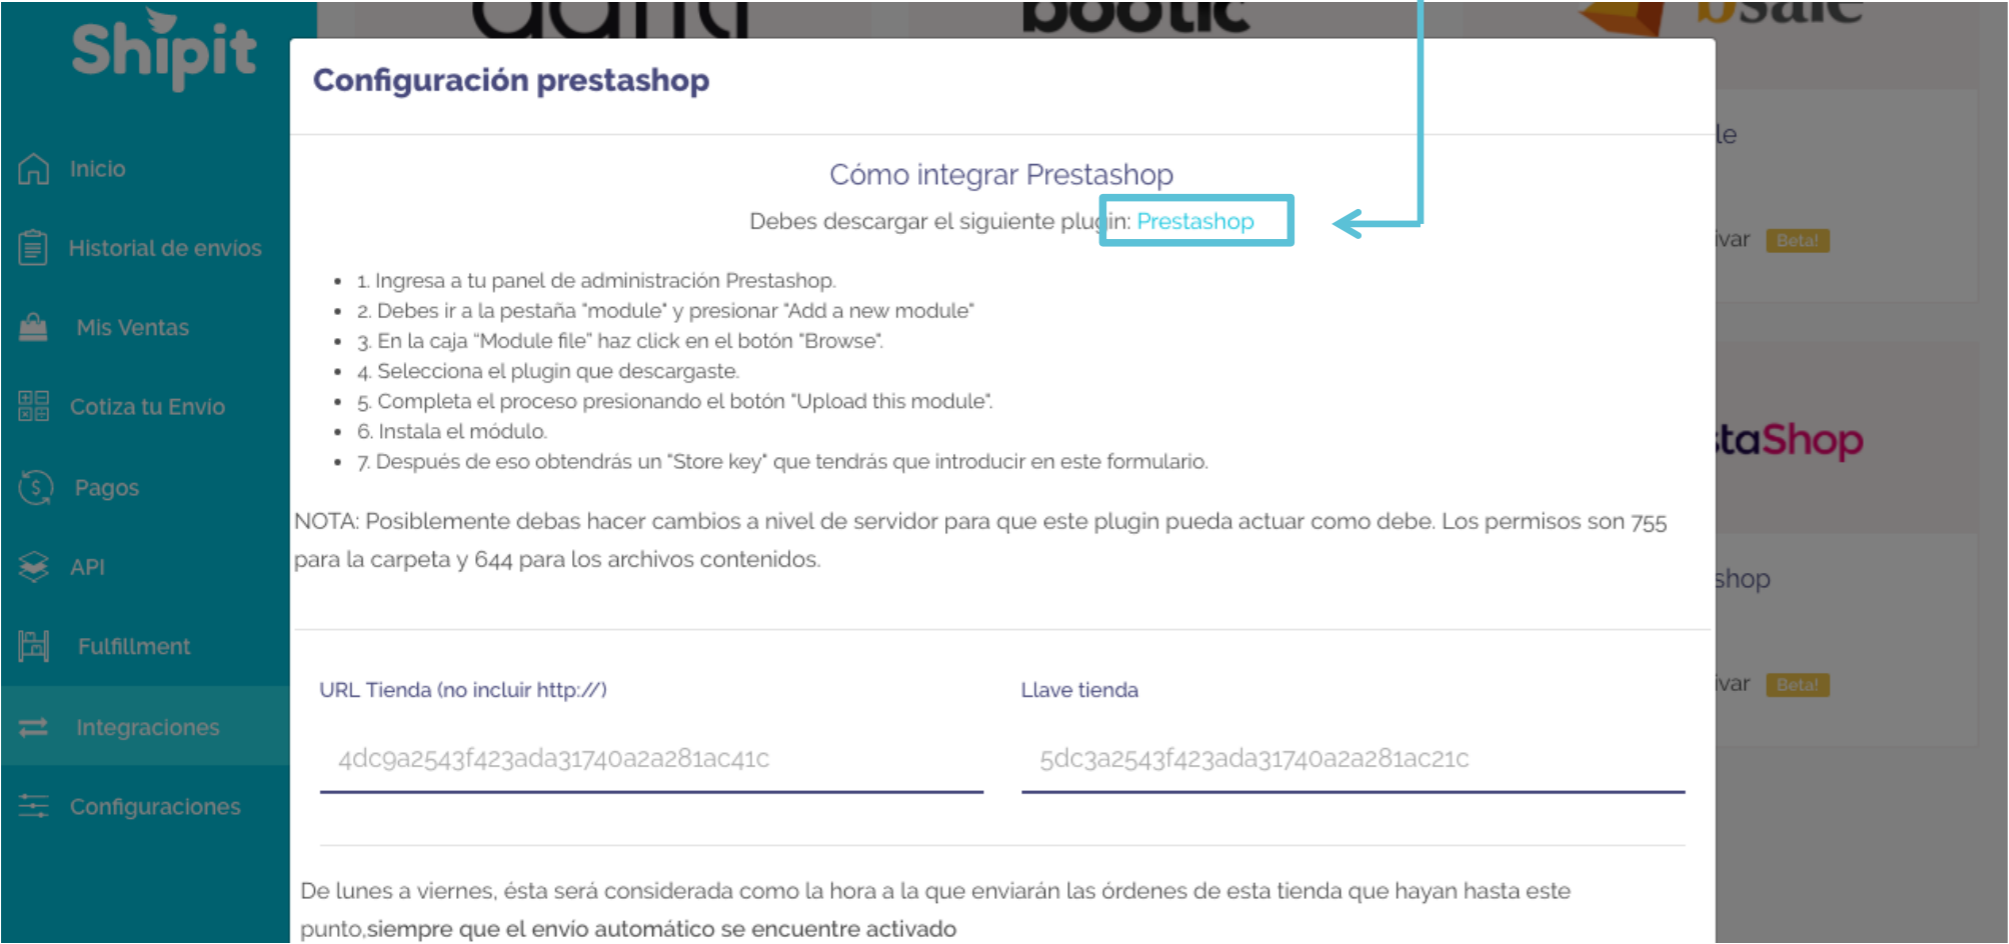 bootic
bsale
Shipit
Configuración prestashop
Inicio
Historial de envíos
Mis Ventas
Cotiza tu Envío
Pagos
API
Fulfillment
Integraciones
Configuraciones
Cómo integrar Prestashop
Debes descargar el siguiente plugin: Prestashop
• 1. Ingresa a tu panel de administración Prestashop.
• 2. Debes ir a la pestaña "module" y presionar "Add a new module"
• 3. En la caja “Module file” haz click en el botón "Browse".
• 4. Selecciona el plugin que descargaste.
• 5. Completa el proceso presionando el botón "Upload this module".
• 6. Instala el módulo.
• 7. Después de eso obtendrás un "Store key" que tendrás que introducir en este formulario.
NOTA: Posiblemente debas hacer cambios a nivel de servidor para que este plugin pueda actuar como debe. Los permisos son 755
para la carpeta y 644 para los archivos contenidos.
URL Tienda (no incluir http://)
4dc9a2543f423ada31740a2a281ac41c
Llave tienda
5dc3a2543f423ada31740a2a281ac21c
De lunes a viernes, ésta será considerada como la hora a la que enviarán las órdenes de esta tienda que hayan hasta este
punto,siempre que el envío automático se encuentre activado
le
ivar Beta!
staShop
shop
ivar Beta!